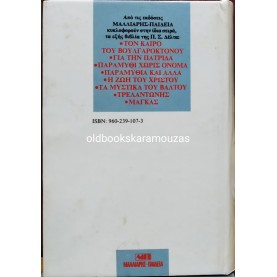 Από τις εκδόσεις
ΜΑΛΛΙΑΡΗΣ-ΠΑΙΔΕΙΑ
κυκλοφορούν στην ίδια σειρά,
τα εξής βιβλία της Π. Σ. Δέλτα:
•ΤΟΝ ΚΑΙΡΟ
ΤΟΥ ΒΟΥΛΓΑΡΟΚΤΟΝΟΥ
•ΓΙΑ ΤΗΝ ΠΑΤΡΙΔΑ
•ΠΑΡΑΜΥΘΙ ΧΩΡΙΣ ΟΝΟΜΑ
•ΠΑΡΑΜΥΘΙΑ ΚΑΙ ΑΛΛΑ
•Η ΖΩΗ ΤΟΥ ΧΡΙΣΤΟΥ
•ΤΑ ΜΥΣΤΙΚΑ ΤΟΥ ΒΑΛΤΟΥ
•ΤΡΕΛΑΝΤΩΝΗΣ
•ΜΑΓΚΑΣ
oldbookskaramouzas
ISBN: 960-239-107-3
ΜΑΛΛΙΑΡΗΣ-ΠΑΙΔΕΙΑ